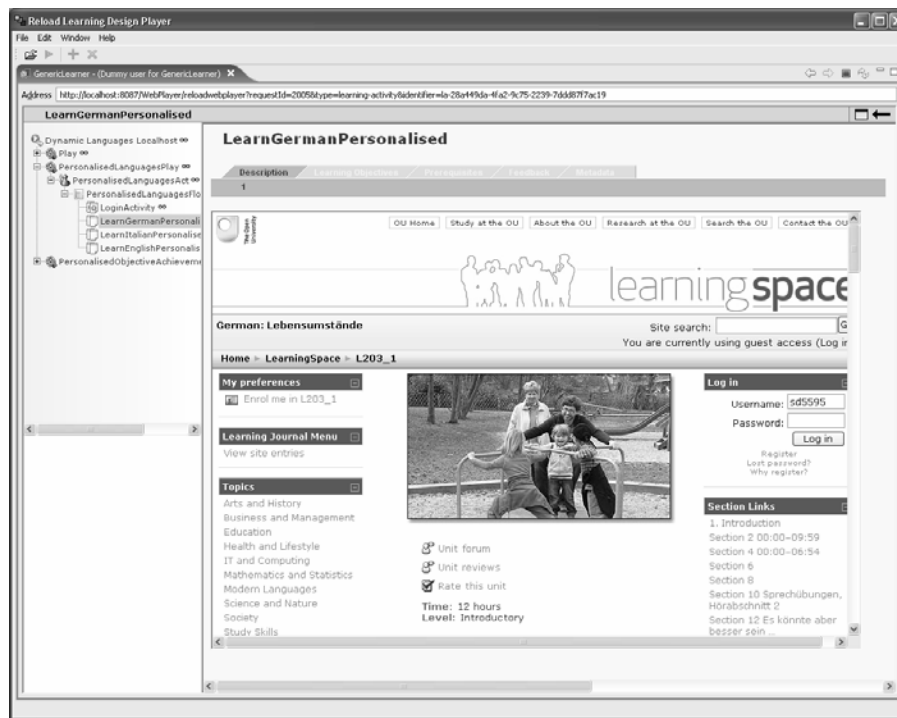 Reload Learning Design Player
File Edit Window Help
GenericLearner - (Dummy user for GenericLearner)
Address http://localhost:8087/WebPlayer/reloadwebplayer?requestId=2005&type=learning-activity&identifier=la-28a449da-4fa2-9c75-2239-7ddd87f7ac19
LearnGermanPersonalised
Dynamic Languages Localhost
Play
PersonalisedLanguagesPlay
PersonalisedLanguagesAct
PersonalisedLanguagesFlo
LoginActivity
LearnGermanPersonali
LearnItalianPersonalise
LearnEnglishPersonalis
PersonalisedObjectiveAchieveme
LearnGermanPersonalised
Description Learning Objectives Prerequisites Feedback Metadata
1
The Open University
OU Home Study at the OU About the OU Research at the OU Search the OU Contact the OU
learningspace
German: Lebensumstände
Site search: G
You are currently using guest access (Log in
Home LearningSpace L203_1
My preferences
Enrol me in L203_1
Learning Journal Menu
View site entries
Topics
Arts and History
Business and Management
Education
Health and Lifestyle
IT and Computing
Mathematics and Statistics
Modern Languages
Science and Nature
Society
Study Skills
Unit forum
Unit reviews
Rate this unit
Time: 12 hours
Level: Introductory
Log in
Username: sd5595
Password:
Log in
Register
Lost password?
Why register?
Section Links
1. Introduction
Section 2 00:00-09:59
Section 4 00:00-06:54
Section 6
Section 8
Section 10 Sprechübungen,
Hörabschnitt 2
Section 12 Es könnte aber
besser sein ...